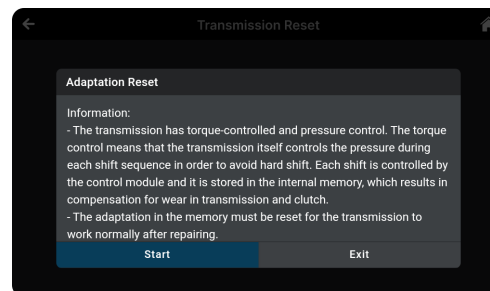 Transmission Reset
Adaptation Reset
Information:
- The transmission has torque-controlled and pressure control. The torque
control means that the transmission itself controls the pressure during
each shift sequence in order to avoid hard shift. Each shift is controlled by
the control module and it is stored in the internal memory, which results in
compensation for wear in transmission and clutch.
- The adaptation in the memory must be reset for the transmission to
work normally after repairing.
Start Exit